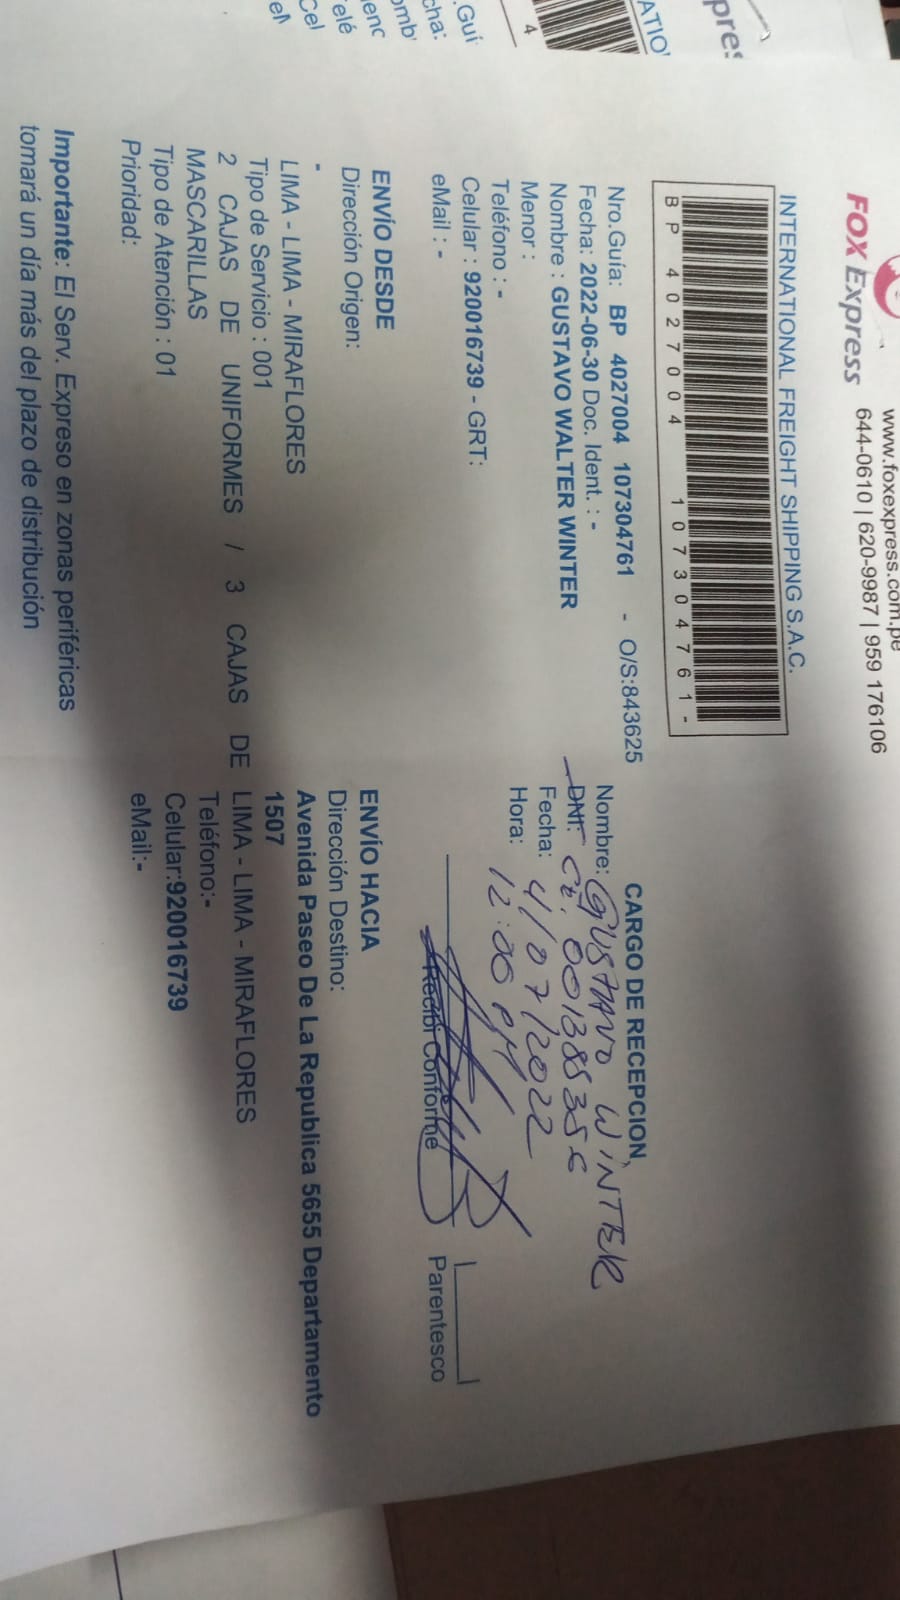 FOX Express
www.foxexpress.com.pe
644-0610 | 620-9987 | 959 176106
INTERNATIONAL FREIGHT SHIPPING S.A.C.
BP 4027004 107304761-
Nro.Guía: BP 4027004 107304761 - O/S:843625
Fecha: 2022-06-30 Doc. Ident. : -
Nombre : GUSTAVO WALTER WINTER
Menor :
Teléfono : -
Celular : 920016739 - GRT:
eMail : -
CARGO DE RECEPCION
Nombre: GUSTAVO WINTER
DNI: CE. 001388356
Fecha: 4/07/2022
Hora: 12:00 PM
Recibí Conforme
Parentesco
ENVÍO DESDE
Dirección Origen:
-
LIMA - LIMA - MIRAFLORES
Tipo de Servicio : 001
2 CAJAS DE UNIFORMES / 3 CAJAS DE
MASCARILLAS
Tipo de Atención : 01
Prioridad:
ENVÍO HACIA
Dirección Destino:
Avenida Paseo De La Republica 5655 Departamento
1507
LIMA - LIMA - MIRAFLORES
Teléfono:-
Celular:920016739
eMail:-
Importante: El Serv. Expreso en zonas periféricas
tomará un día más del plazo de distribución